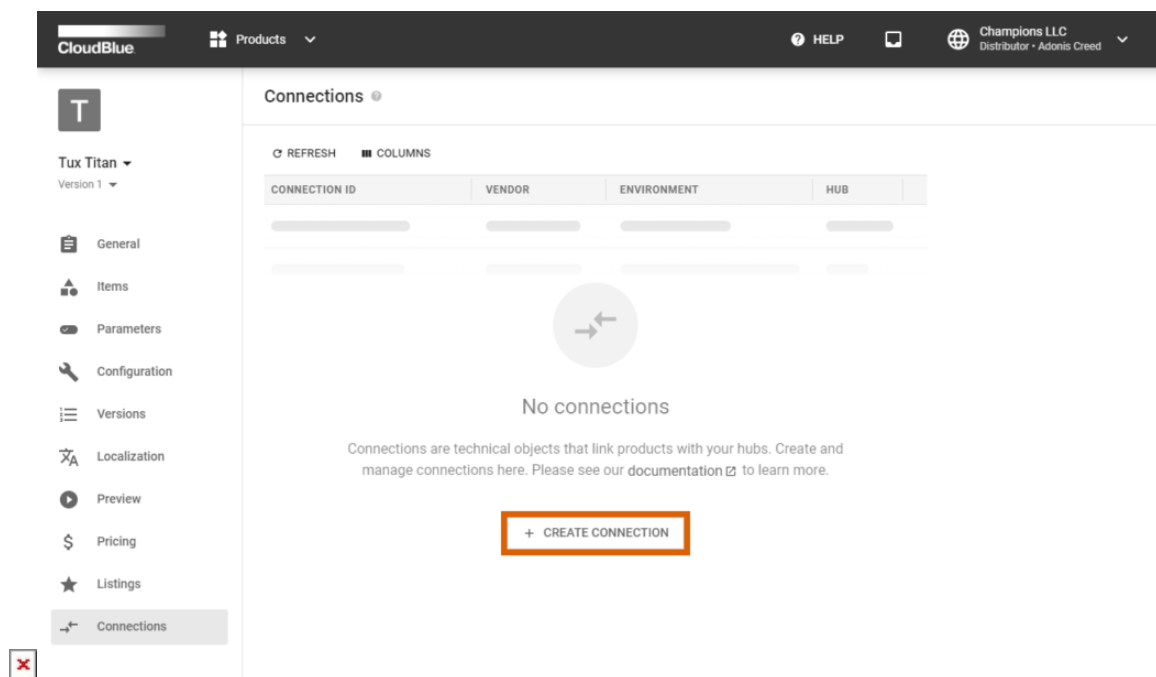 CloudBlue
Products
HELP
Champions LLC
Distributor • Adonis Creed
T
Tux Titan
Version 1
General
Items
Parameters
Configuration
Versions
Localization
Preview
Pricing
Listings
Connections
Connections
REFRESH COLUMNS
CONNECTION ID VENDOR ENVIRONMENT HUB
No connections
Connections are technical objects that link products with your hubs. Create and
manage connections here. Please see our documentation to learn more.
+ CREATE CONNECTION